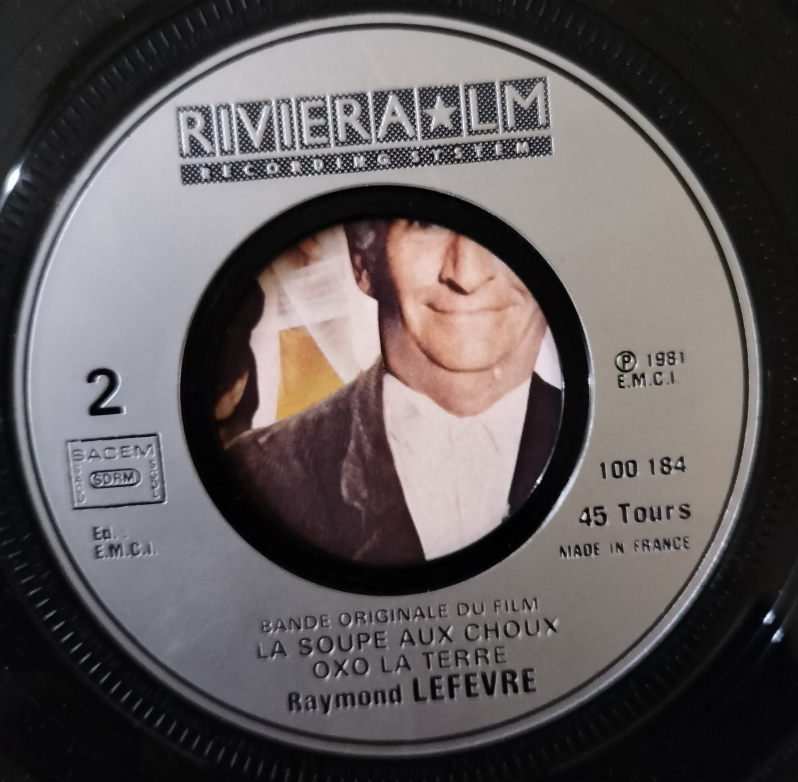 RIVIERA★LM
RECORDING SYSTEM
2
SACEM
SORM
Ed. :
E.M.C.I.
℗ 1981
E.M.C.I.
100 184
45 Tours
MADE IN FRANCE
BANDE ORIGINALE DU FILM
LA SOUPE AUX CHOUX
OXO LA TERRE
Raymond LEFEVRE